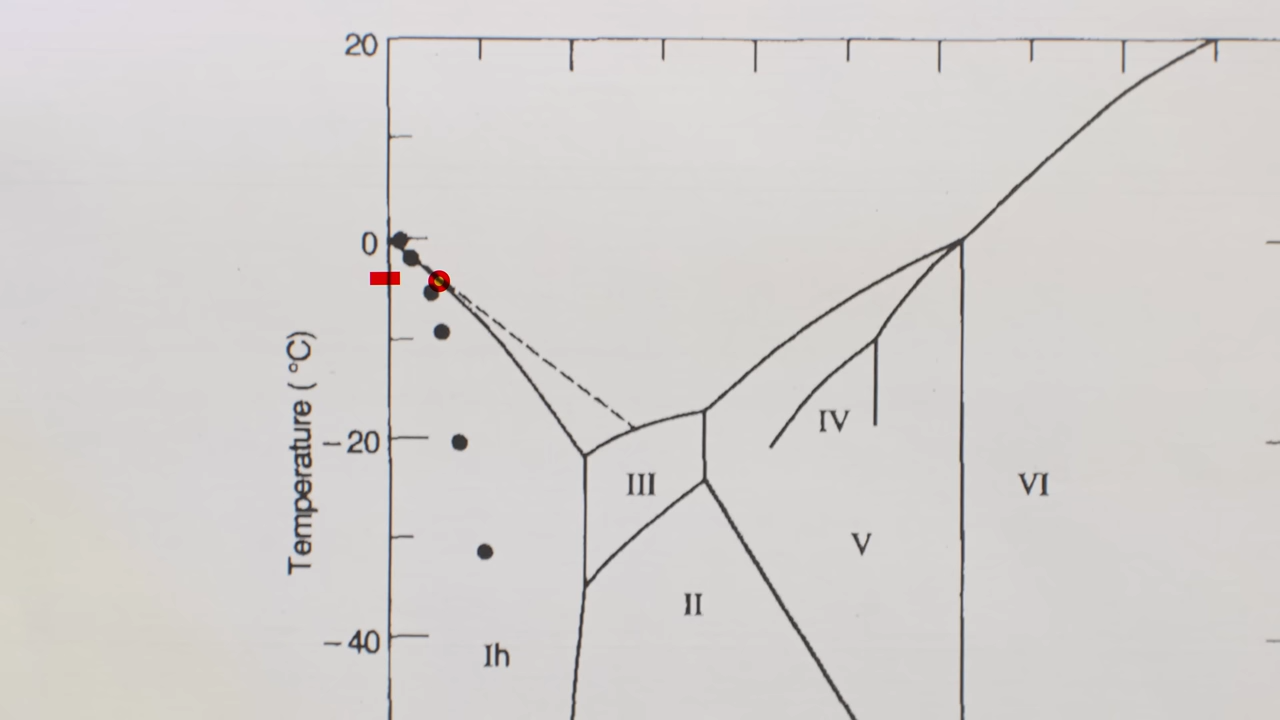 20
0
Temperature ( °C)
IV
– 20
III
VI
V
II
– 40
Ih